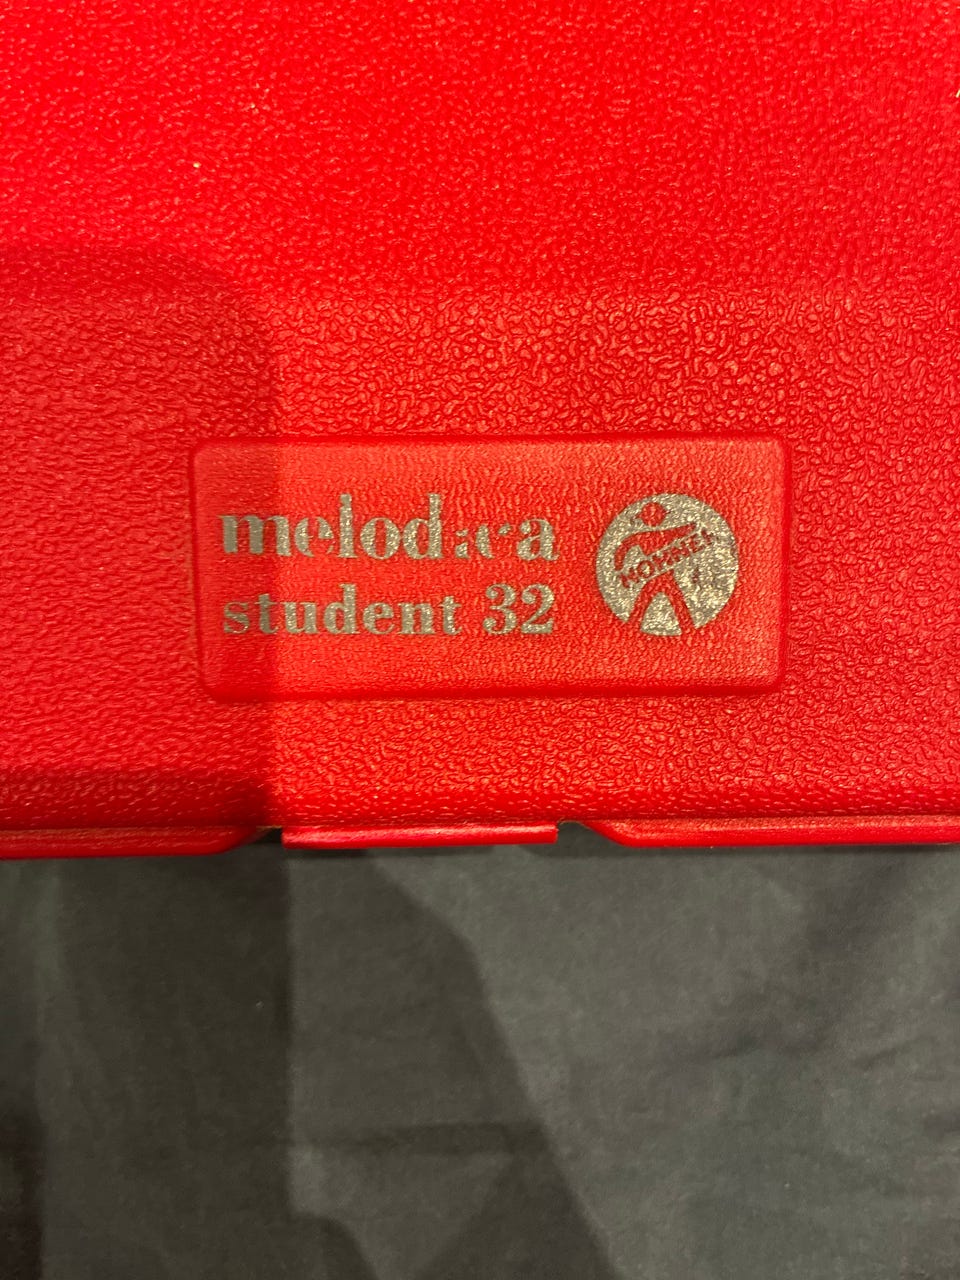 melodica
student 32
HOHNER